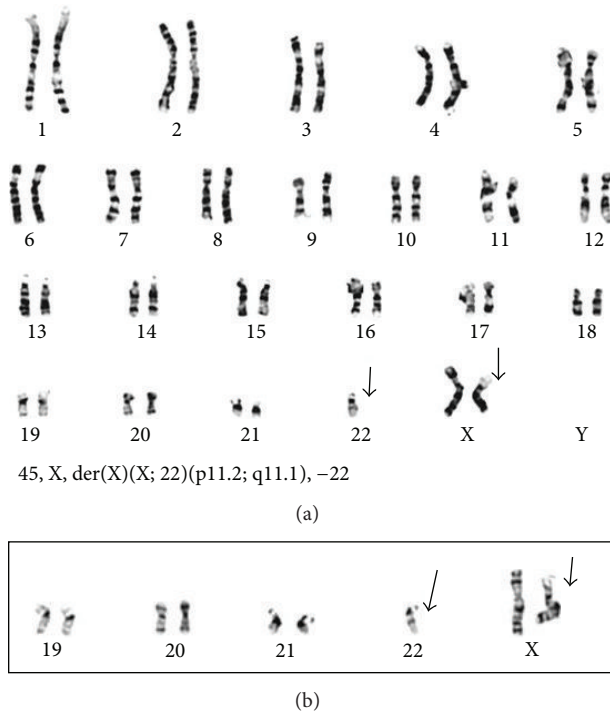 1 2 3 4 5
6 7 8 9 10 11 12
13 14 15 16 17 18
19 20 21 22 X Y
45, X, der(X)(X; 22)(p11.2; q11.1), −22
(a)
19 20 21 22 X
(b)